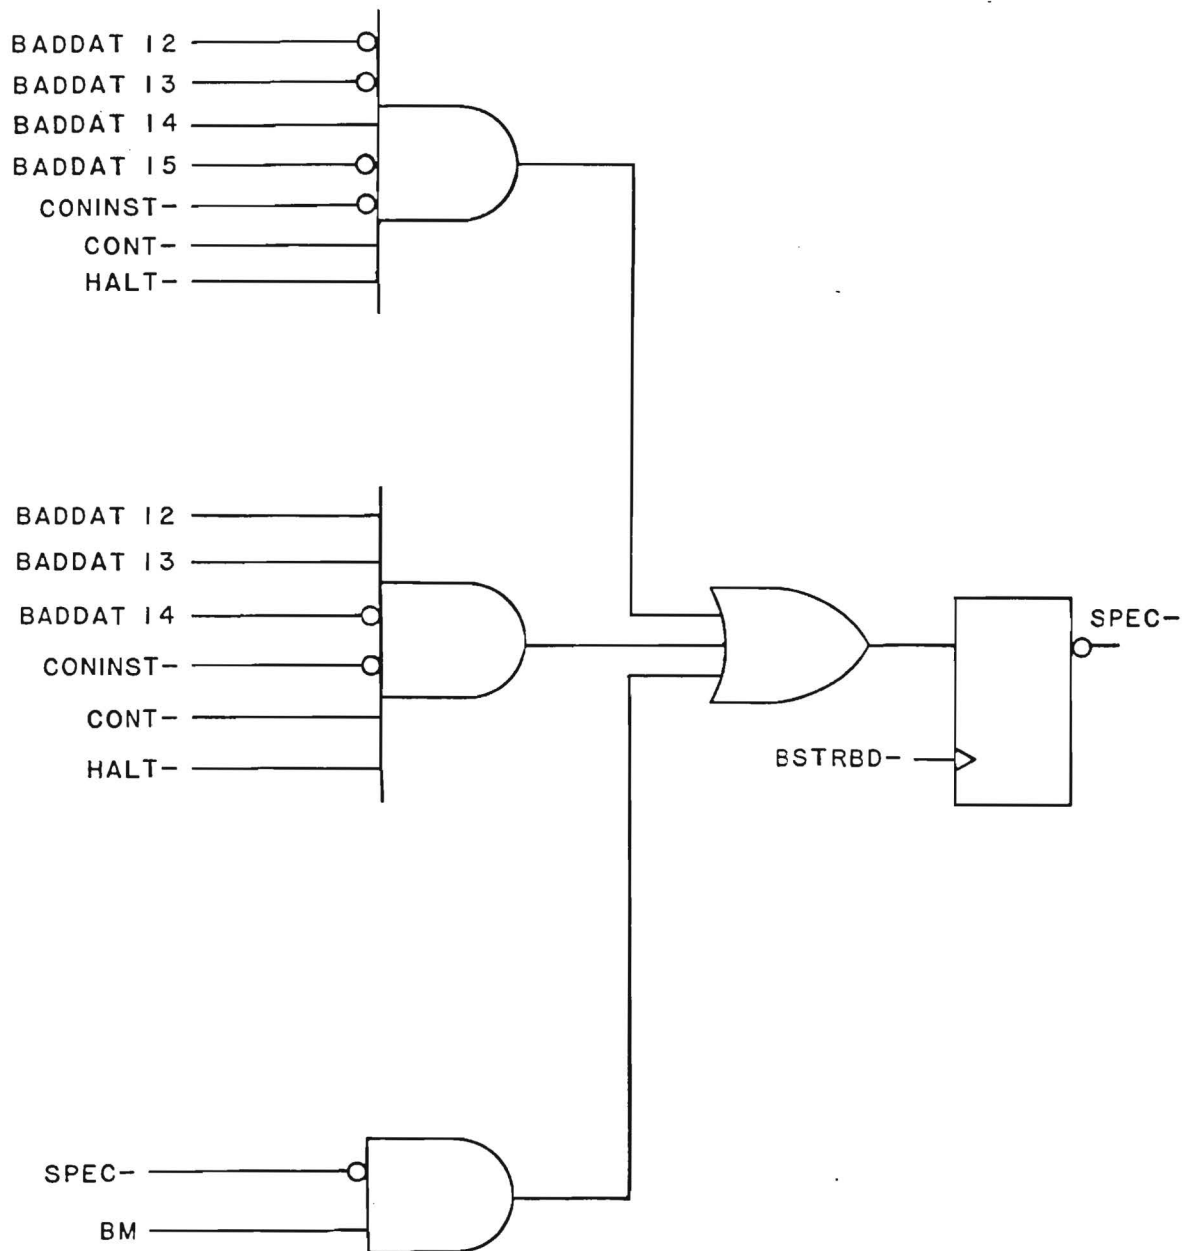 BADDAT 12
BADDAT 13
BADDAT 14
BADDAT 15
CONINST-
CONT-
HALT-
BADDAT 12
BADDAT 13
BADDAT 14
CONINST-
CONT-
HALT-
SPEC-
BSTRBD-
SPEC-
BM